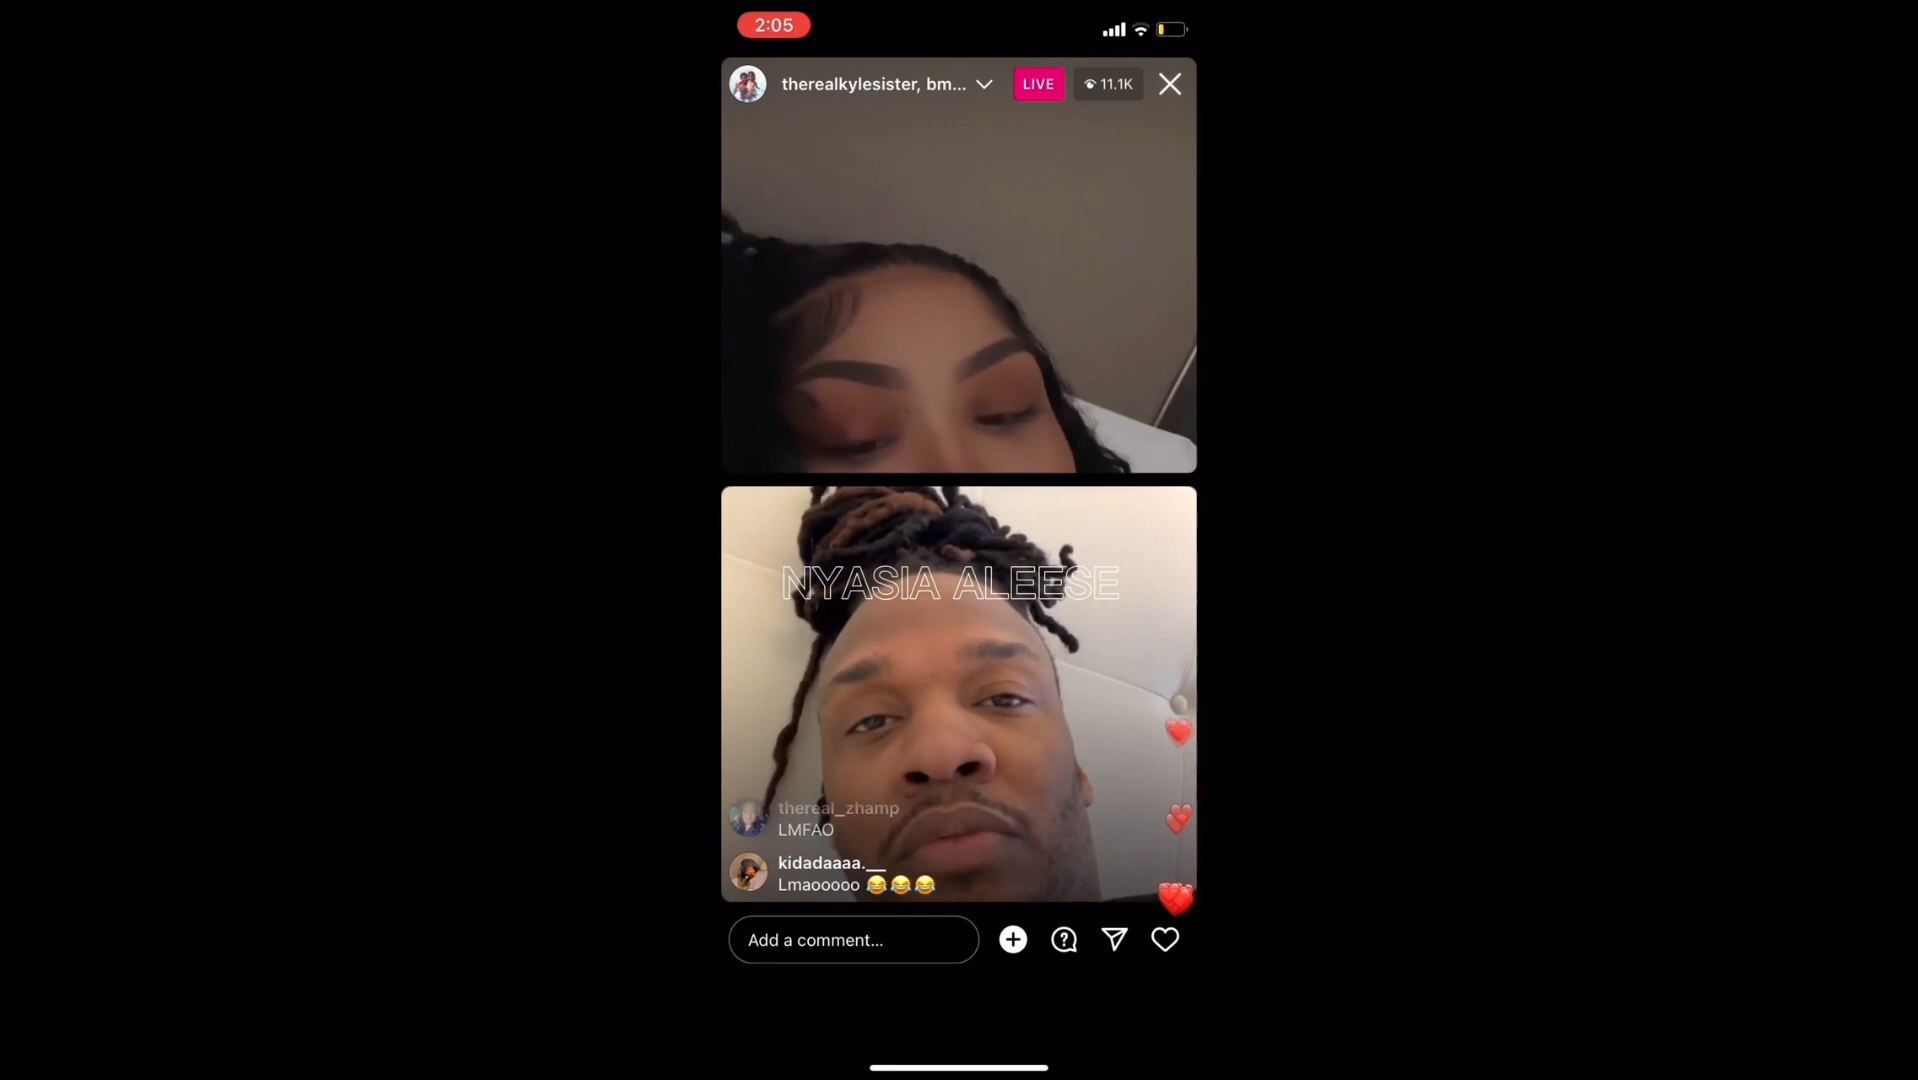 2:05
therealkylesister, bm...
LIVE
11.1K
NYASIA ALEESE
thereal_zhamp
LMFAO
kidadaaaa.__
Lmaooooo 😂😂😂
Add a comment...